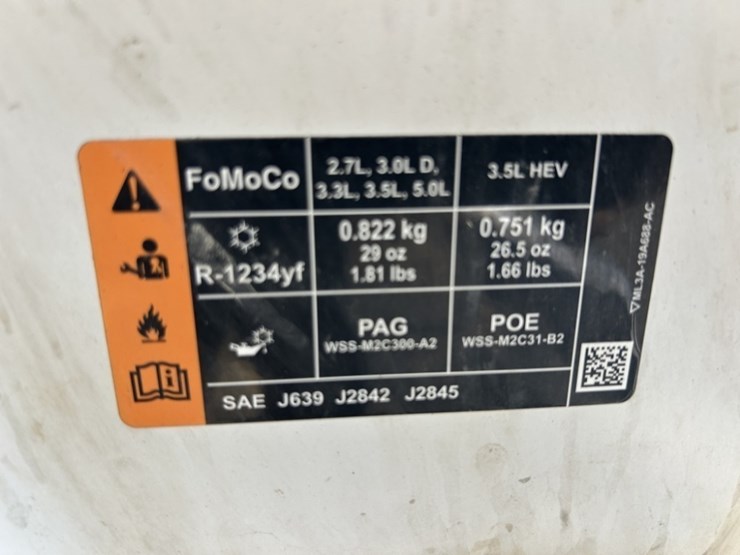 FoMoCo
2.7L, 3.0L D,
3.3L, 3.5L, 5.0L
3.5L HEV
R-1234yf
0.822 kg
29 oz
1.81 lbs
0.751 kg
26.5 oz
1.66 lbs
PAG
WSS-M2C300-A2
POE
WSS-M2C31-B2
SAE J639 J2842 J2845
ML3A-19A688-AC